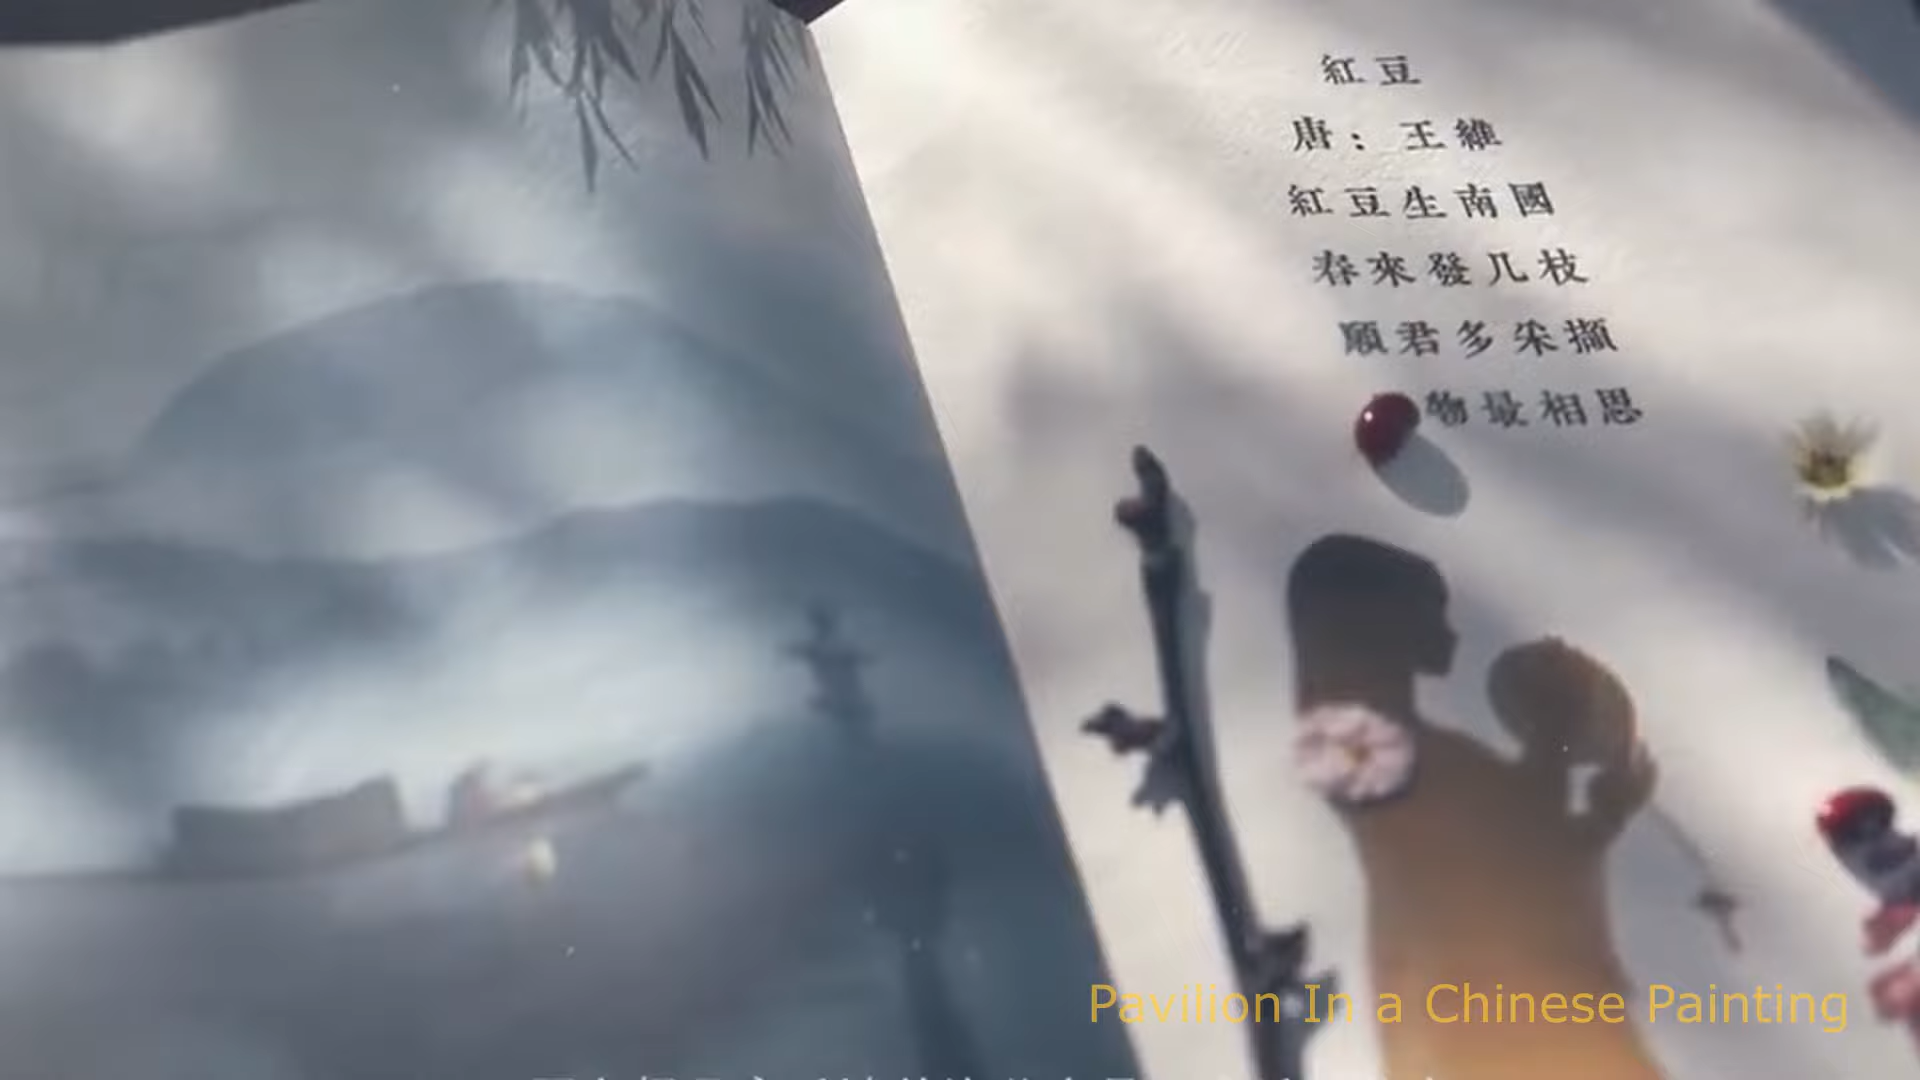 紅豆
唐：王維
紅豆生南國
春來發几枝
願君多采擷
物最相思
Pavilion In a Chinese Painting